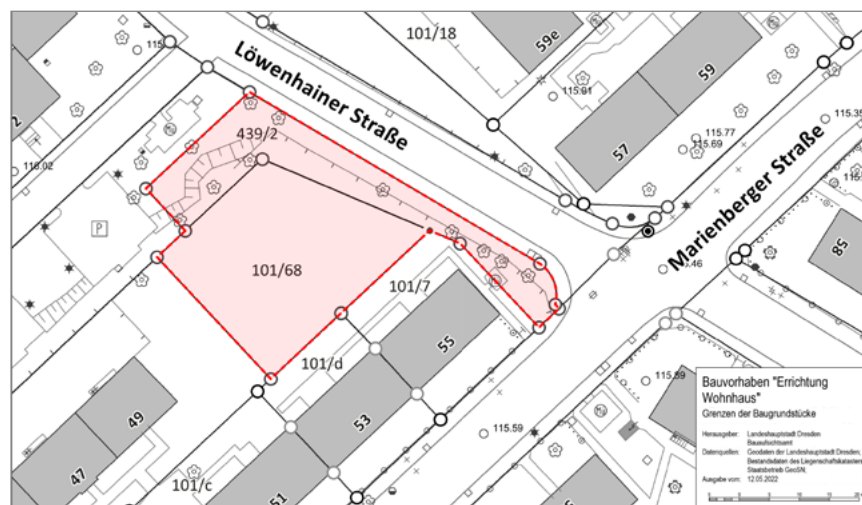 101/18
59e
59
115.91
Löwenhainer Straße
115.77
115.69
57
115.35
439/2
116.02
Marienberger Straße
P
101/68
101/7
58
101/d
55
53
49
47
101/c
51
115.59
115.59
Bauvorhaben "Errichtung
Wohnhaus"
Grenzen der Baugrundstücke
Herausgeber: Landeshauptstadt Dresden
Bauaufsichtsamt
Datenquellen: Geodaten der Landeshauptstadt Dresden,
Bestandsdaten des Liegenschaftskatasters
Staatsbetrieb GeoSN,
Ausgabe vom: 12.05.2022